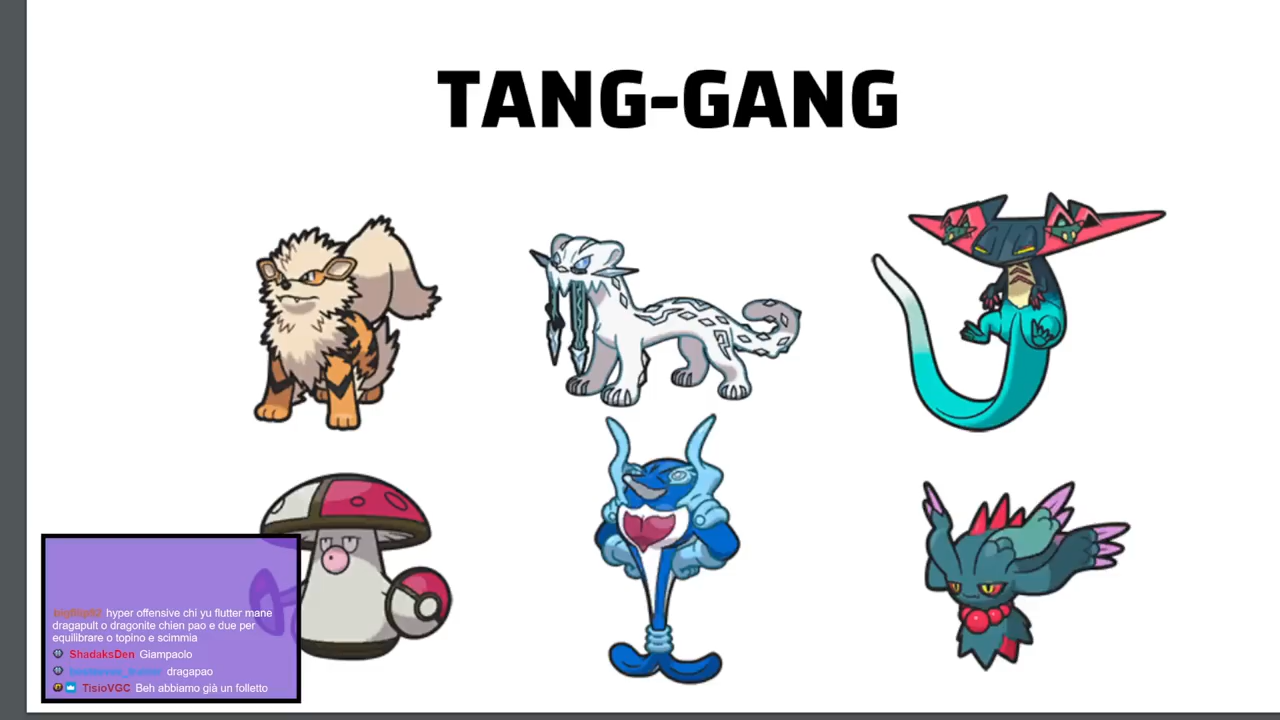 TANG-GANG
hyper offensive chi yu flutter mane
dragapult o dragonite chien pao e due per
equilibrare o topino e scimmia
ShadaksDen Giampaolo
dragapao
TisioVGC Beh abbiamo già un folletto